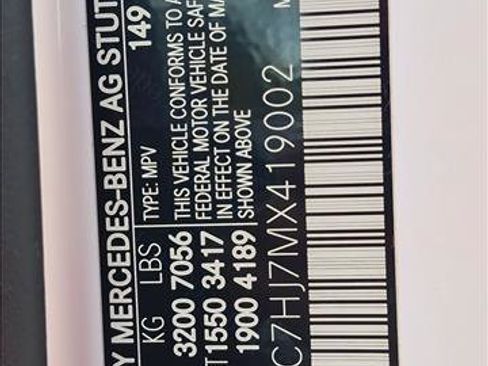 Y MERCEDES-BENZ AG STUT
149
KG LBS
3200 7056
T1550 3417
1900 4189
TYPE: MPV
THIS VEHICLE CONFORMS TO A
FEDERAL MOTOR VEHICLE SAF
IN EFFECT ON THE DATE OF MA
SHOWN ABOVE
C7HJ7MX419002